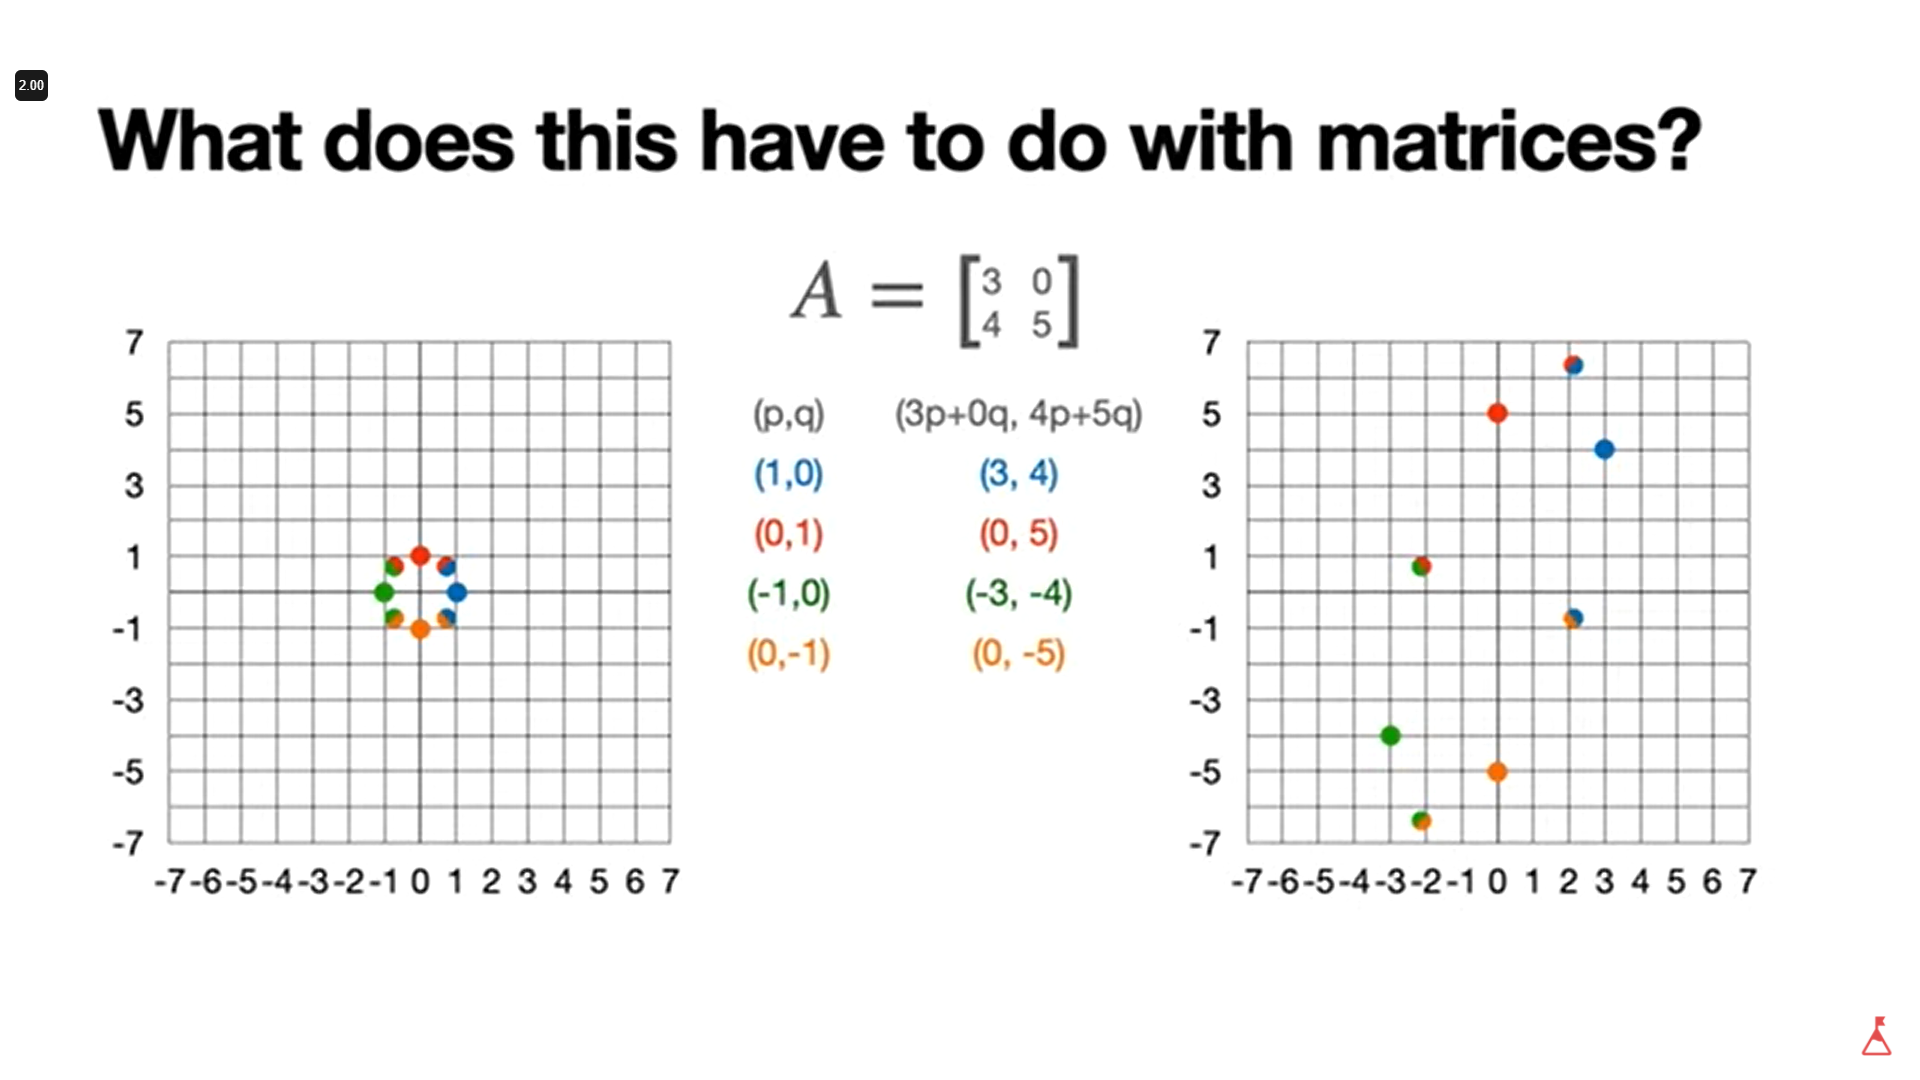 2.00
What does this have to do with matrices?
A = [3 0
4 5]
(p,q) (3p+0q, 4p+5q)
(1,0) (3, 4)
(0,1) (0, 5)
(-1,0) (-3, -4)
(0,-1) (0, -5)
7
5
3
1
-1
-3
-5
-7
-7 -6 -5 -4 -3 -2 -1 0 1 2 3 4 5 6 7
7
5
3
1
-1
-3
-5
-7
-7 -6 -5 -4 -3 -2 -1 0 1 2 3 4 5 6 7